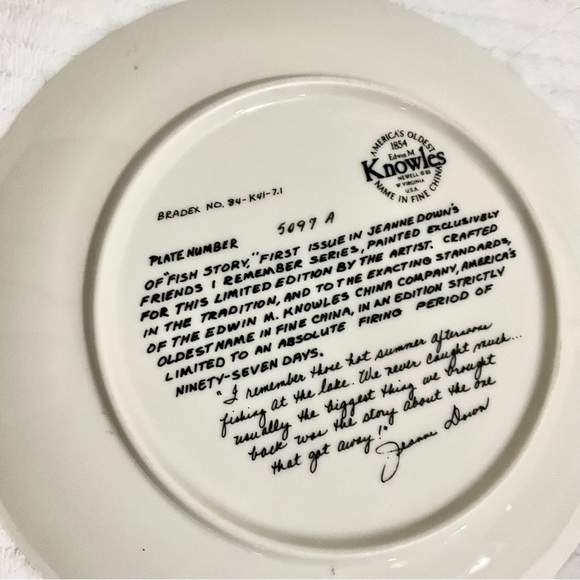 AMERICA'S OLDEST
1854
Edwin M.
Knowles
NEWELL
W VIRGINIA
U.S.A.
NAME IN FINE CHINA
BRADEX NO. 84-K41-7.1
PLATE NUMBER 5097 A
OF "FISH STORY," FIRST ISSUE IN JEANNE DOWN'S
FRIENDS I REMEMBER SERIES, PAINTED EXCLUSIVELY
FOR THIS LIMITED EDITION BY THE ARTIST. CRAFTED
IN THE TRADITION, AND TO THE EXACTING STANDARDS,
OF THE EDWIN M. KNOWLES CHINA COMPANY, AMERICA'S
OLDEST NAME IN FINE CHINA, IN AN EDITION STRICTLY
LIMITED TO AN ABSOLUTE FIRING PERIOD OF
NINETY-SEVEN DAYS.
"I remember those hot summer afternoons
fishing at the lake. We never caught much...
usually the biggest thing we brought
back was the story about the one
that got away!"
Jeanne Down